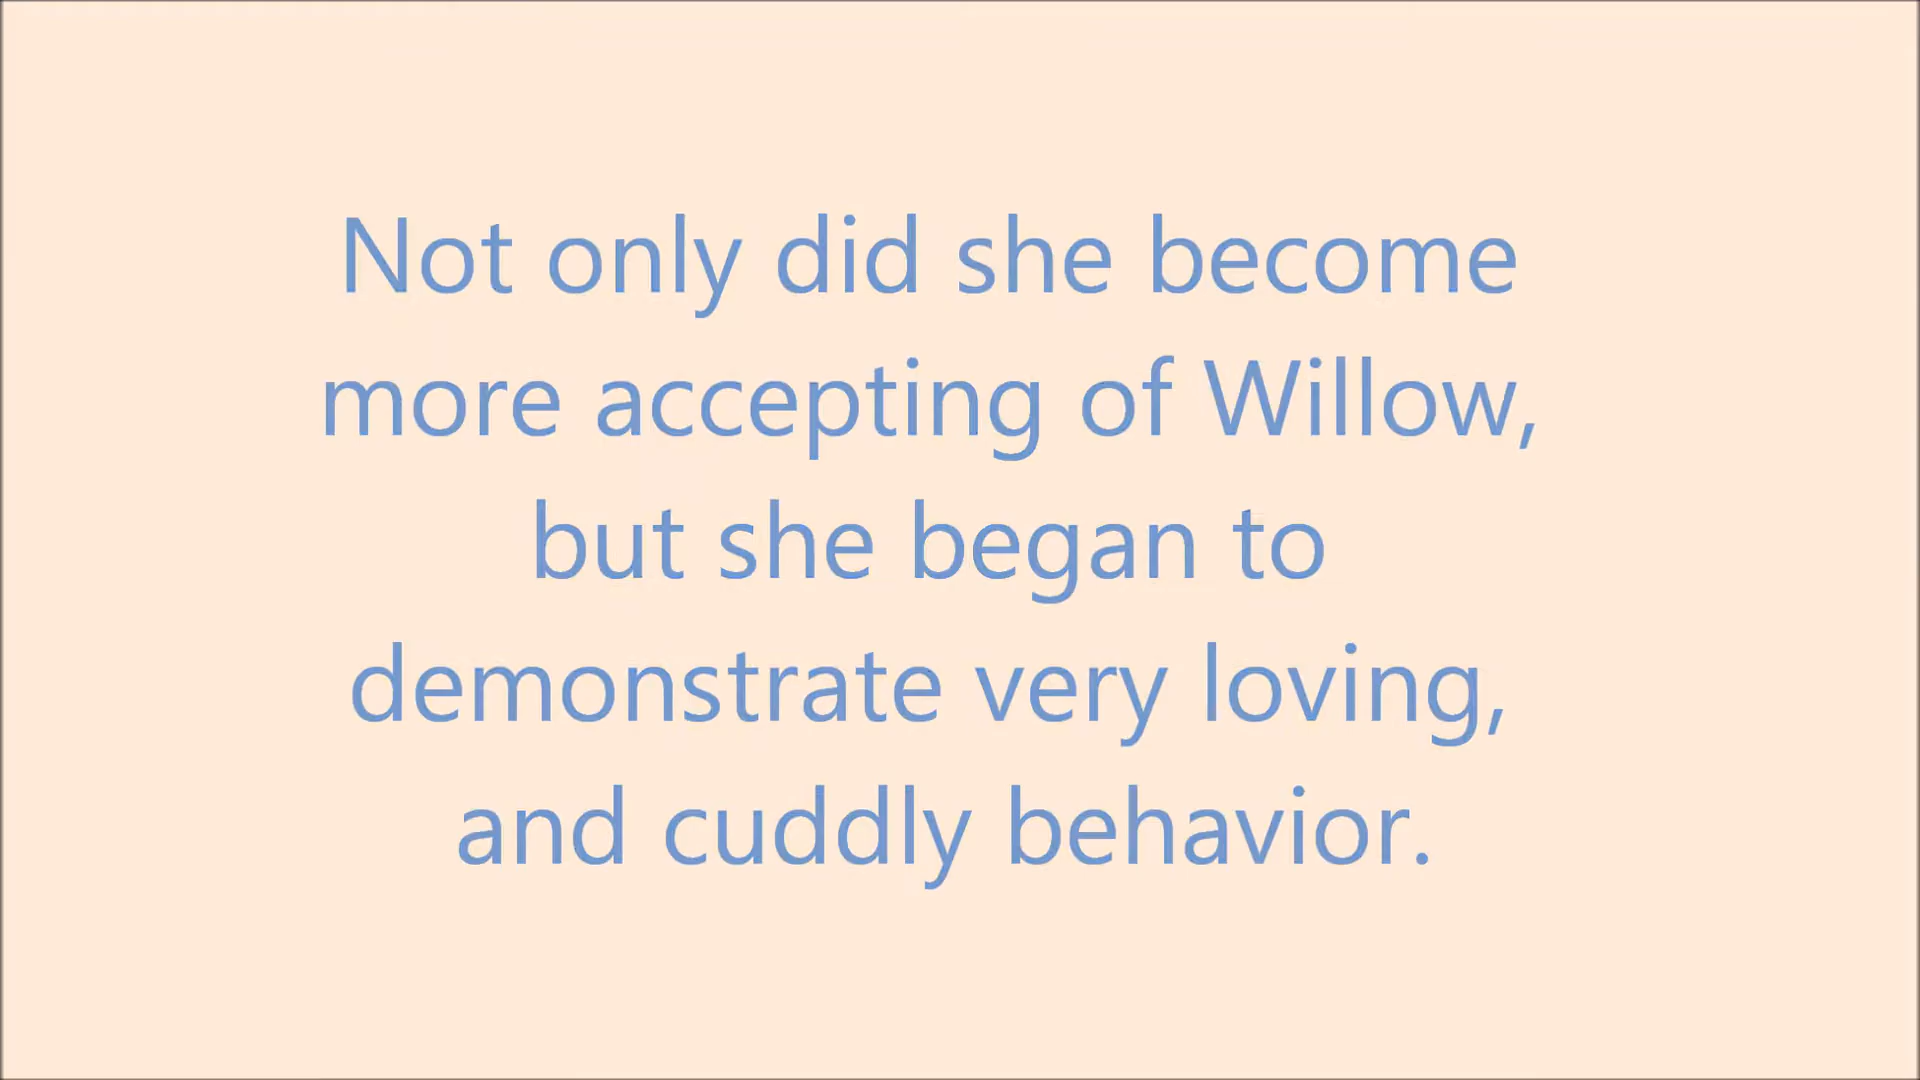 Not only did she become
more accepting of Willow,
but she began to
demonstrate very loving,
and cuddly behavior.